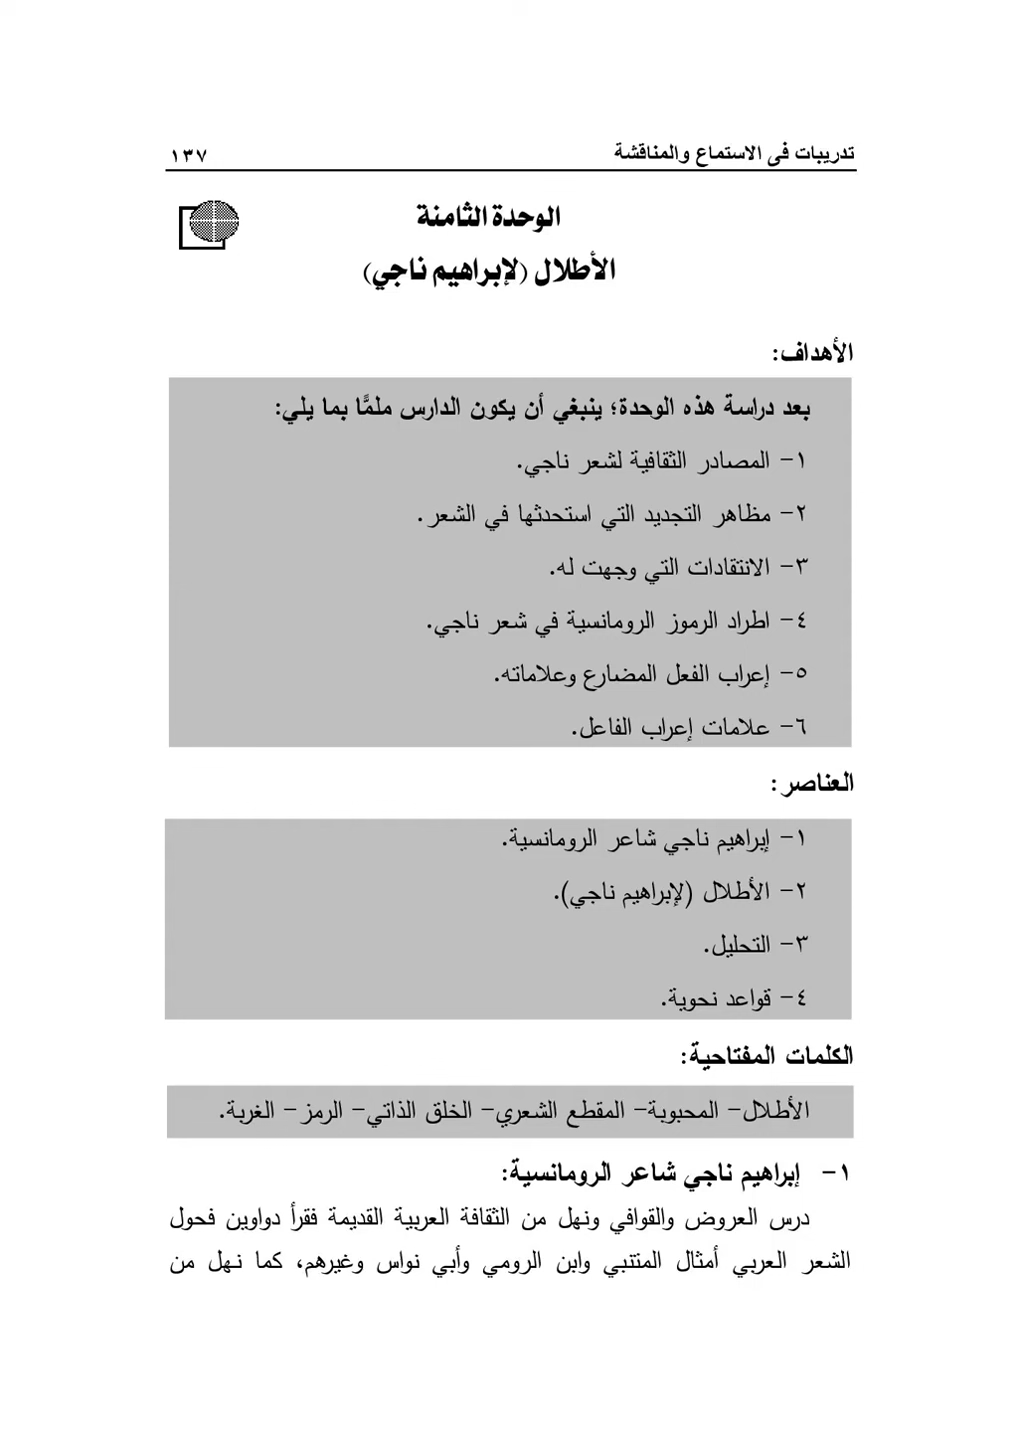 تدريبات فى الاستماع والمناقشة ١٣٧
الوحدة الثامنة
الأطلال (لإبراهيم ناجي)
الأهداف:
بعد دراسة هذه الوحدة؛ ينبغي أن يكون الدارس ملمًّا بما يلي:
١- المصادر الثقافية لشعر ناجي.
٢- مظاهر التجديد التي استحدثها في الشعر.
٣- الانتقادات التي وجهت له.
٤- اطراد الرموز الرومانسية في شعر ناجي.
٥- إعراب الفعل المضارع وعلاماته.
٦- علامات إعراب الفاعل.
العناصر:
١- إبراهيم ناجي شاعر الرومانسية.
٢- الأطلال (لإبراهيم ناجي).
٣- التحليل.
٤- قواعد نحوية.
الكلمات المفتاحية:
الأطلال- المحبوبة- المقطع الشعري- الخلق الذاتي- الرمز- الغربة.
١- إبراهيم ناجي شاعر الرومانسية:
درس العروض والقوافي ونهل من الثقافة العربية القديمة فقرأ دواوين فحول
الشعر العربي أمثال المتنبي وابن الرومي وأبي نواس وغيرهم، كما نهل من